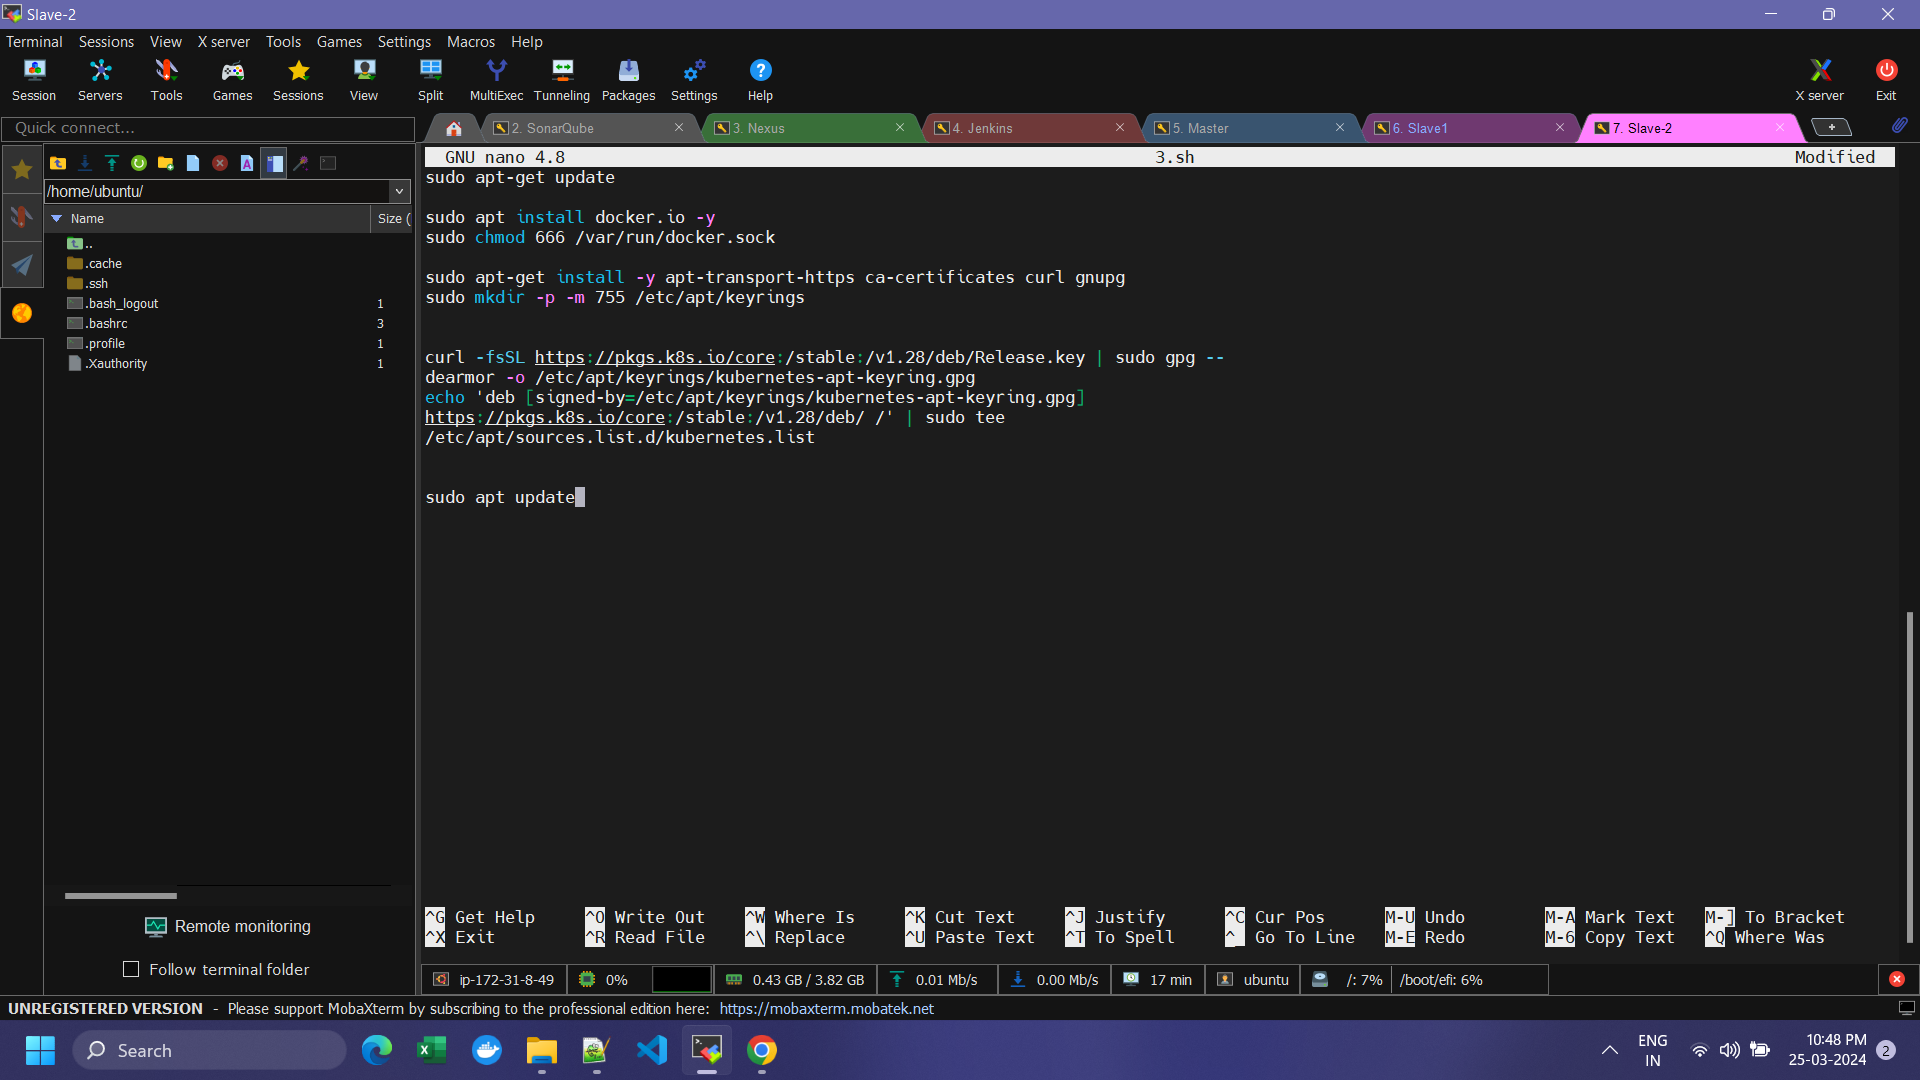 Slave-2
Terminal Sessions View X server Tools Games Settings Macros Help
Session Servers Tools Games Sessions View Split MultiExec Tunneling Packages Settings Help X server Exit
Quick connect...
2. SonarQube 3. Nexus 4. Jenkins 5. Master 6. Slave1 7. Slave-2
/home/ubuntu/
Name Size (
..
.cache
.ssh
.bash_logout 1
.bashrc 3
.profile 1
.Xauthority 1
Remote monitoring
Follow terminal folder
GNU nano 4.8 3.sh Modified
sudo apt-get update
sudo apt install docker.io -y
sudo chmod 666 /var/run/docker.sock
sudo apt-get install -y apt-transport-https ca-certificates curl gnupg
sudo mkdir -p -m 755 /etc/apt/keyrings
curl -fsSL https://pkgs.k8s.io/core:/stable:/v1.28/deb/Release.key | sudo gpg --
dearmor -o /etc/apt/keyrings/kubernetes-apt-keyring.gpg
echo 'deb [signed-by=/etc/apt/keyrings/kubernetes-apt-keyring.gpg]
https://pkgs.k8s.io/core:/stable:/v1.28/deb/ /' | sudo tee
/etc/apt/sources.list.d/kubernetes.list
sudo apt update
^G Get Help ^O Write Out ^W Where Is ^K Cut Text ^J Justify ^C Cur Pos M-U Undo M-A Mark Text M-] To Bracket
^X Exit ^R Read File ^\ Replace ^U Paste Text ^T To Spell ^_ Go To Line M-E Redo M-6 Copy Text ^Q Where Was
ip-172-31-8-49 0% 0.43 GB / 3.82 GB 0.01 Mb/s 0.00 Mb/s 17 min ubuntu /: 7% /boot/efi: 6%
UNREGISTERED VERSION - Please support MobaXterm by subscribing to the professional edition here: https://mobaxterm.mobatek.net
Search
ENG
IN
10:48 PM
25-03-2024
2